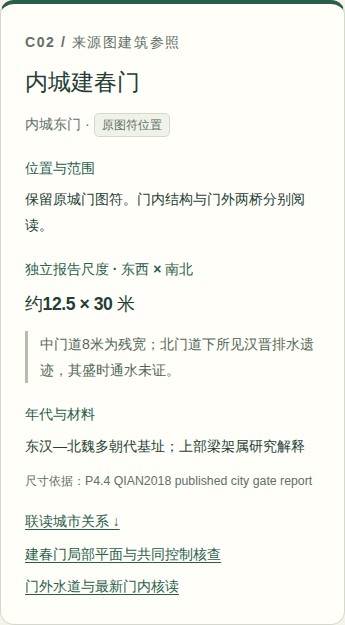 C02 / 来源图建筑参照
内城建春门
内城东门 · 原图符位置
位置与范围
保留原城门图符。门内结构与门外两桥分别阅
读。
独立报告尺度 · 东西 × 南北
约12.5 × 30 米
中门道8米为残宽；北门道下所见汉晋排水遗
迹，其盛时通水未证。
年代与材料
东汉—北魏多朝代基址；上部梁架属研究解释
尺寸依据：P4.4 QIAN2018 published city gate report
联读城市关系 ↓
建春门局部平面与共同控制核查
门外水道与最新门内核读